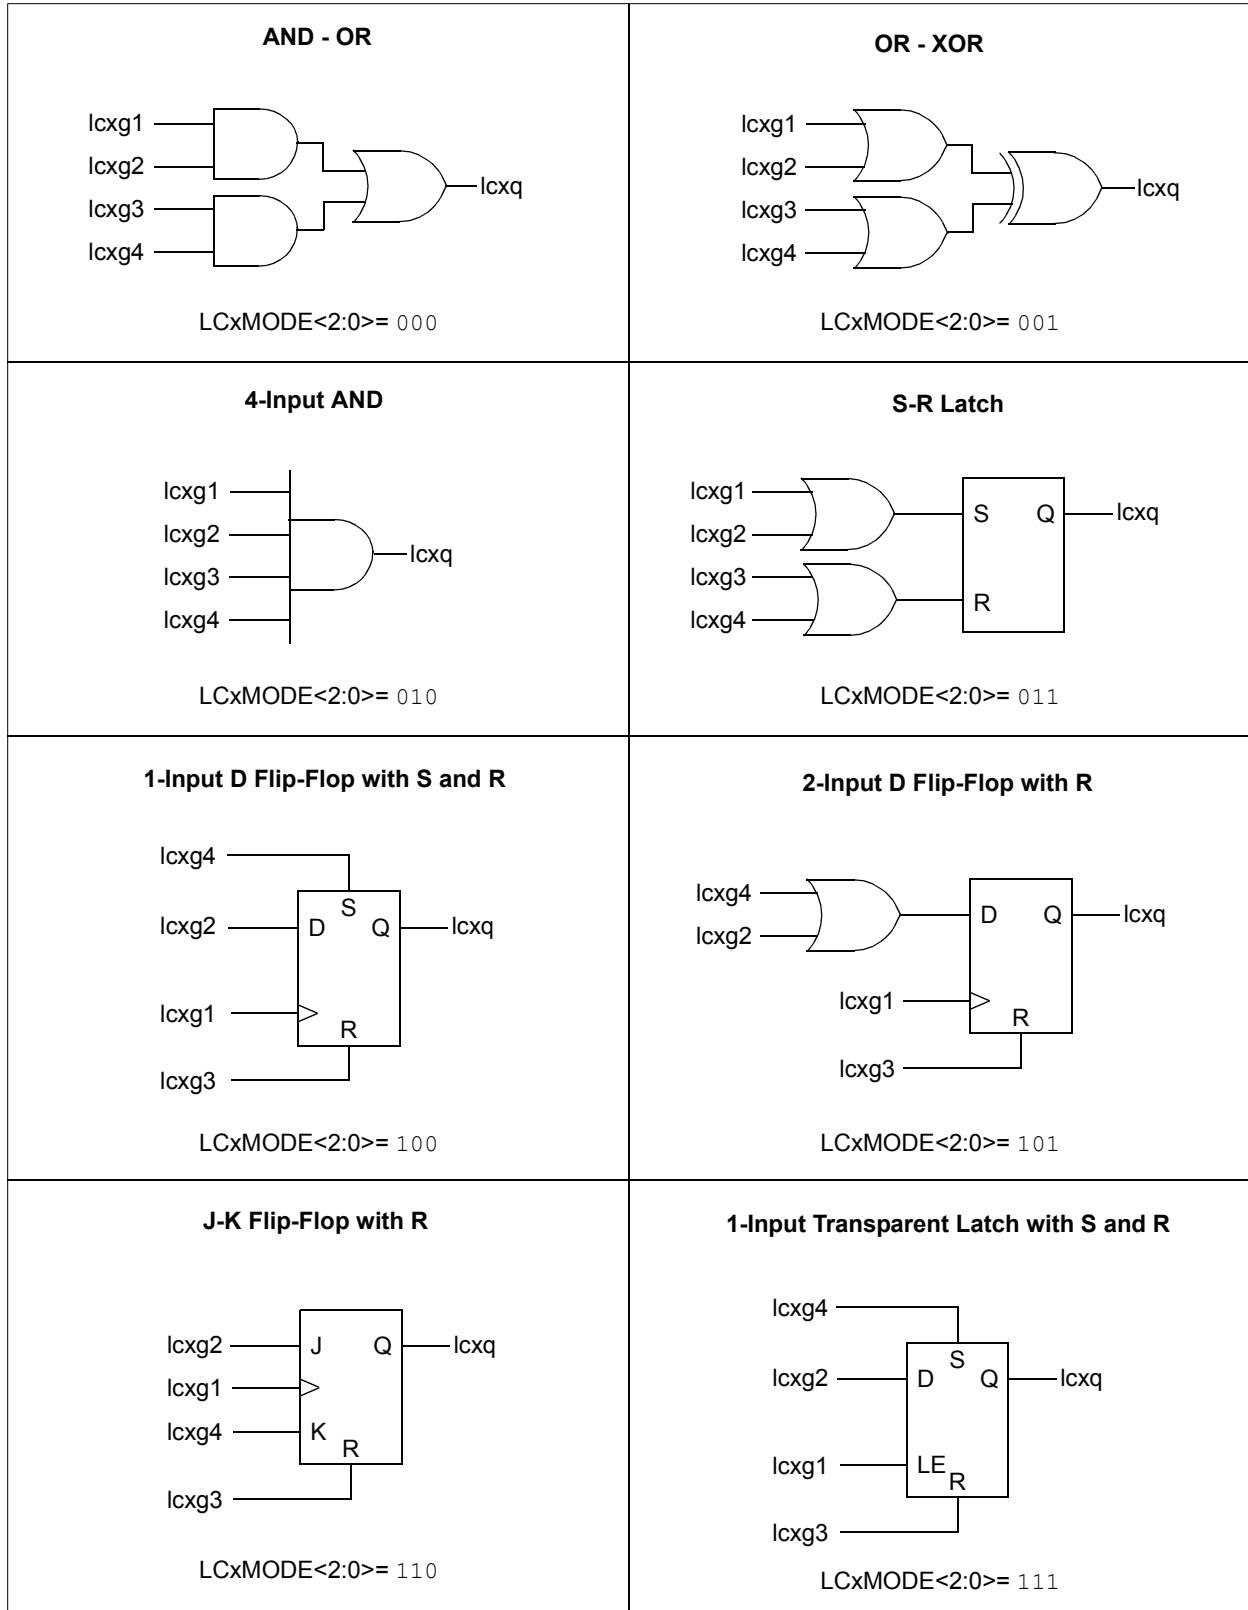 AND - OR
lcxg1
lcxg2
lcxg3
lcxg4
lcxq
LCxMODE<2:0>= 000
OR - XOR
lcxg1
lcxg2
lcxg3
lcxg4
lcxq
LCxMODE<2:0>= 001
4-Input AND
lcxg1
lcxg2
lcxg3
lcxg4
lcxq
LCxMODE<2:0>= 010
S-R Latch
lcxg1
lcxg2
lcxg3
lcxg4
S Q
R
lcxq
LCxMODE<2:0>= 011
1-Input D Flip-Flop with S and R
lcxg4
S
lcxg2
D Q
lcxq
lcxg1
R
lcxg3
LCxMODE<2:0>= 100
2-Input D Flip-Flop with R
lcxg4
lcxg2
D Q
lcxq
lcxg1
R
lcxg3
LCxMODE<2:0>= 101
J-K Flip-Flop with R
lcxg2
J Q
lcxq
lcxg1
lcxg4
K
R
lcxg3
LCxMODE<2:0>= 110
1-Input Transparent Latch with S and R
lcxg4
S
lcxg2
D Q
lcxq
lcxg1
LE
R
lcxg3
LCxMODE<2:0>= 111